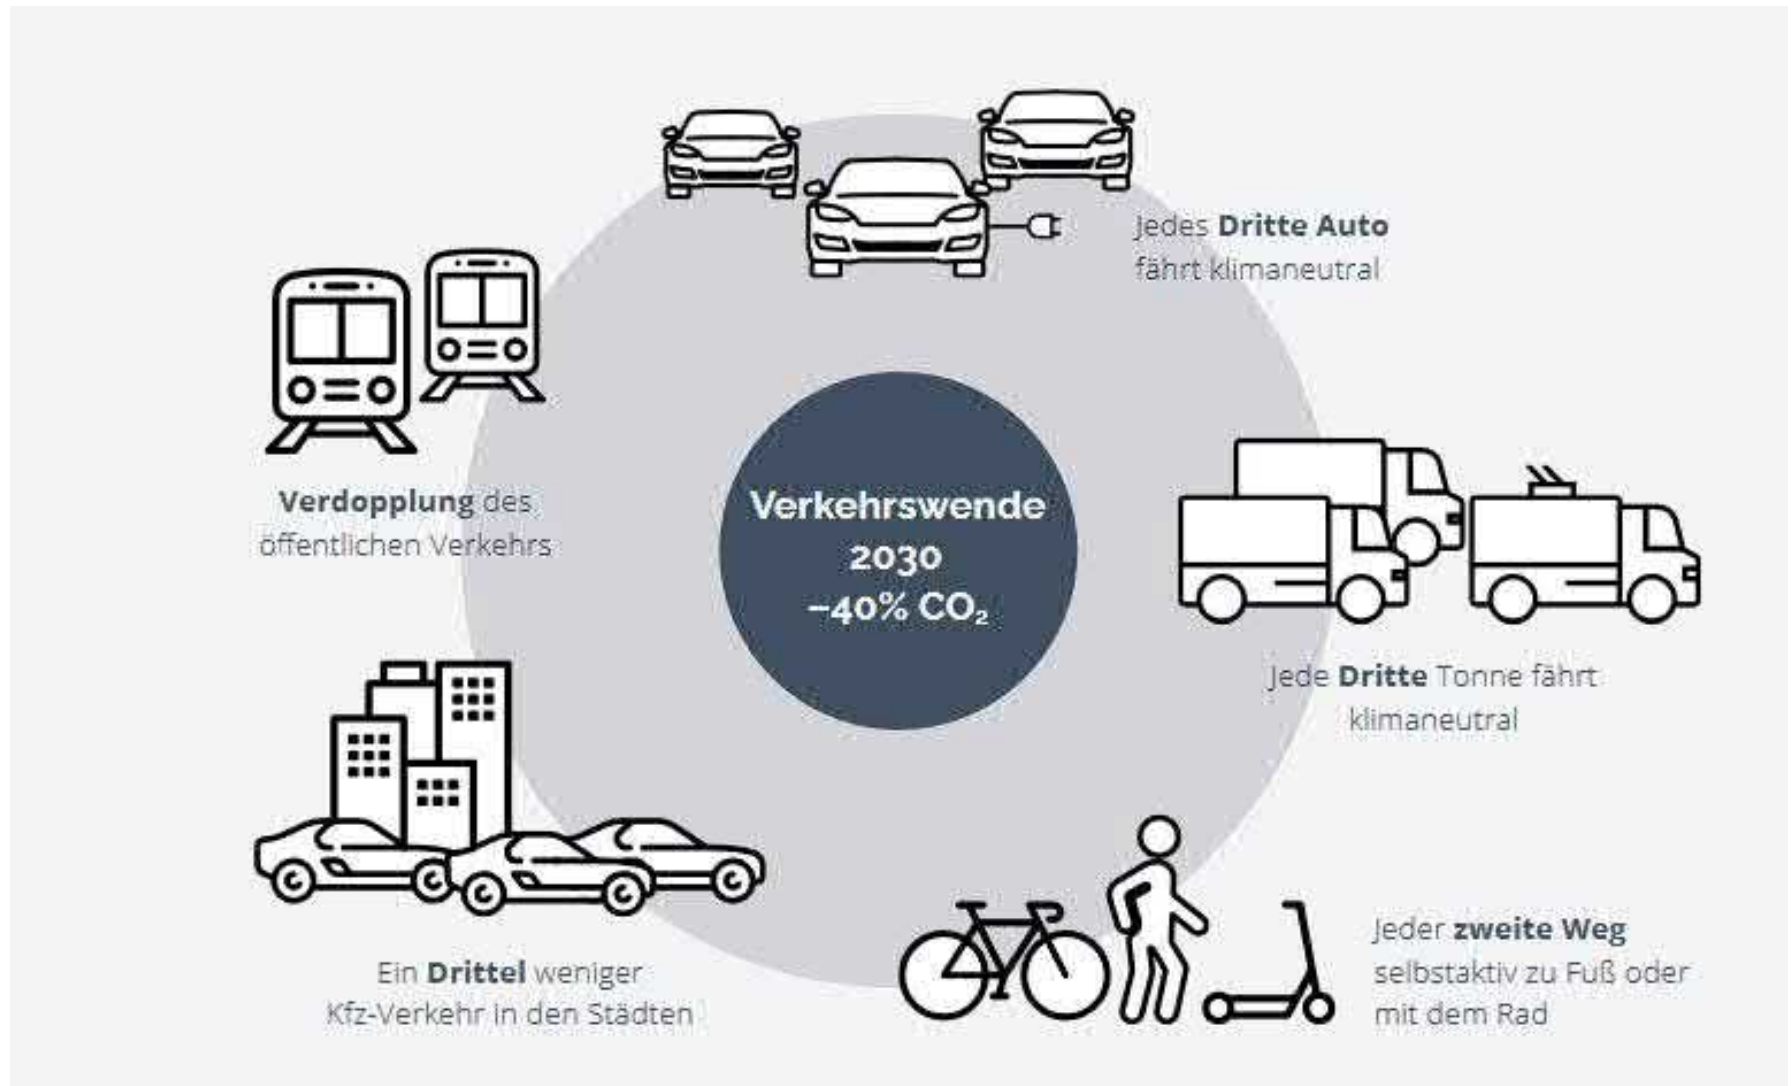 Jedes Dritte Auto
fährt klimaneutral
Verdopplung des
öffentlichen Verkehrs
Verkehrswende
2030
–40% CO₂
Jede Dritte Tonne fährt
klimaneutral
Ein Drittel weniger
Kfz-Verkehr in den Städten
Jeder zweite Weg
selbstaktiv zu Fuß oder
mit dem Rad